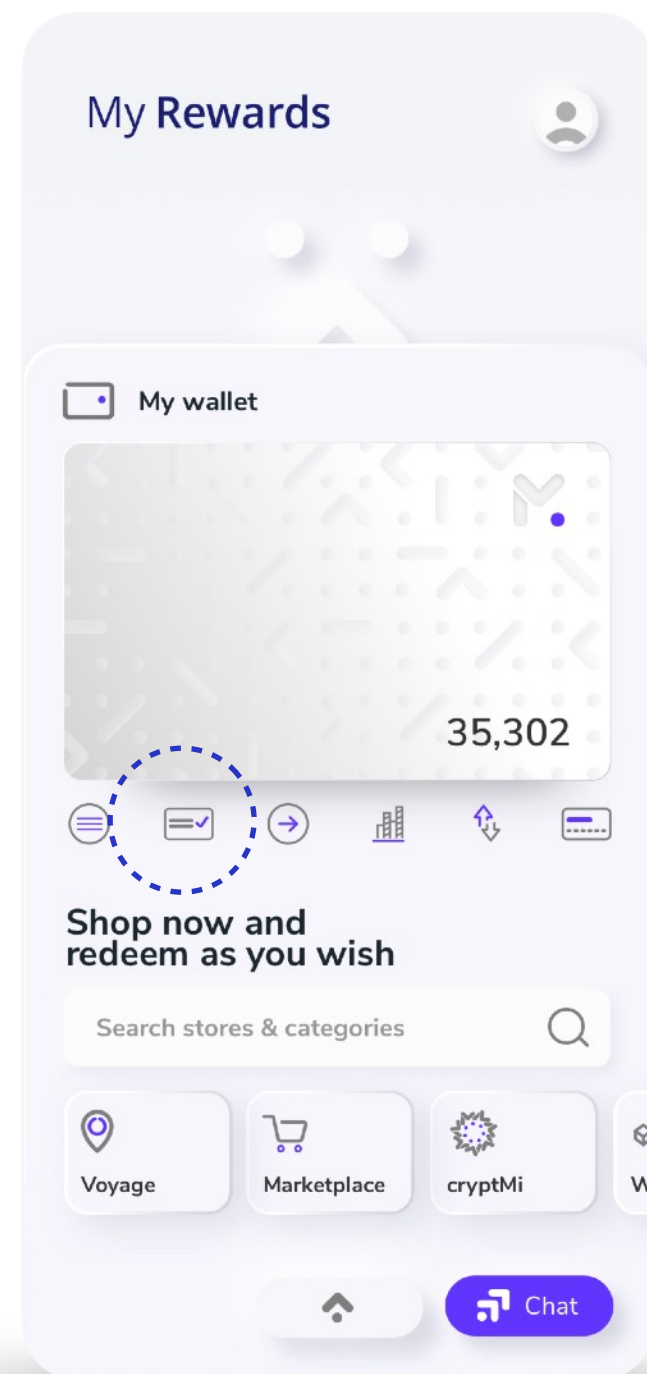 My Rewards
My wallet
35,302
Shop now and
redeem as you wish
Search stores & categories
Voyage
Marketplace
cryptMi
W
Chat